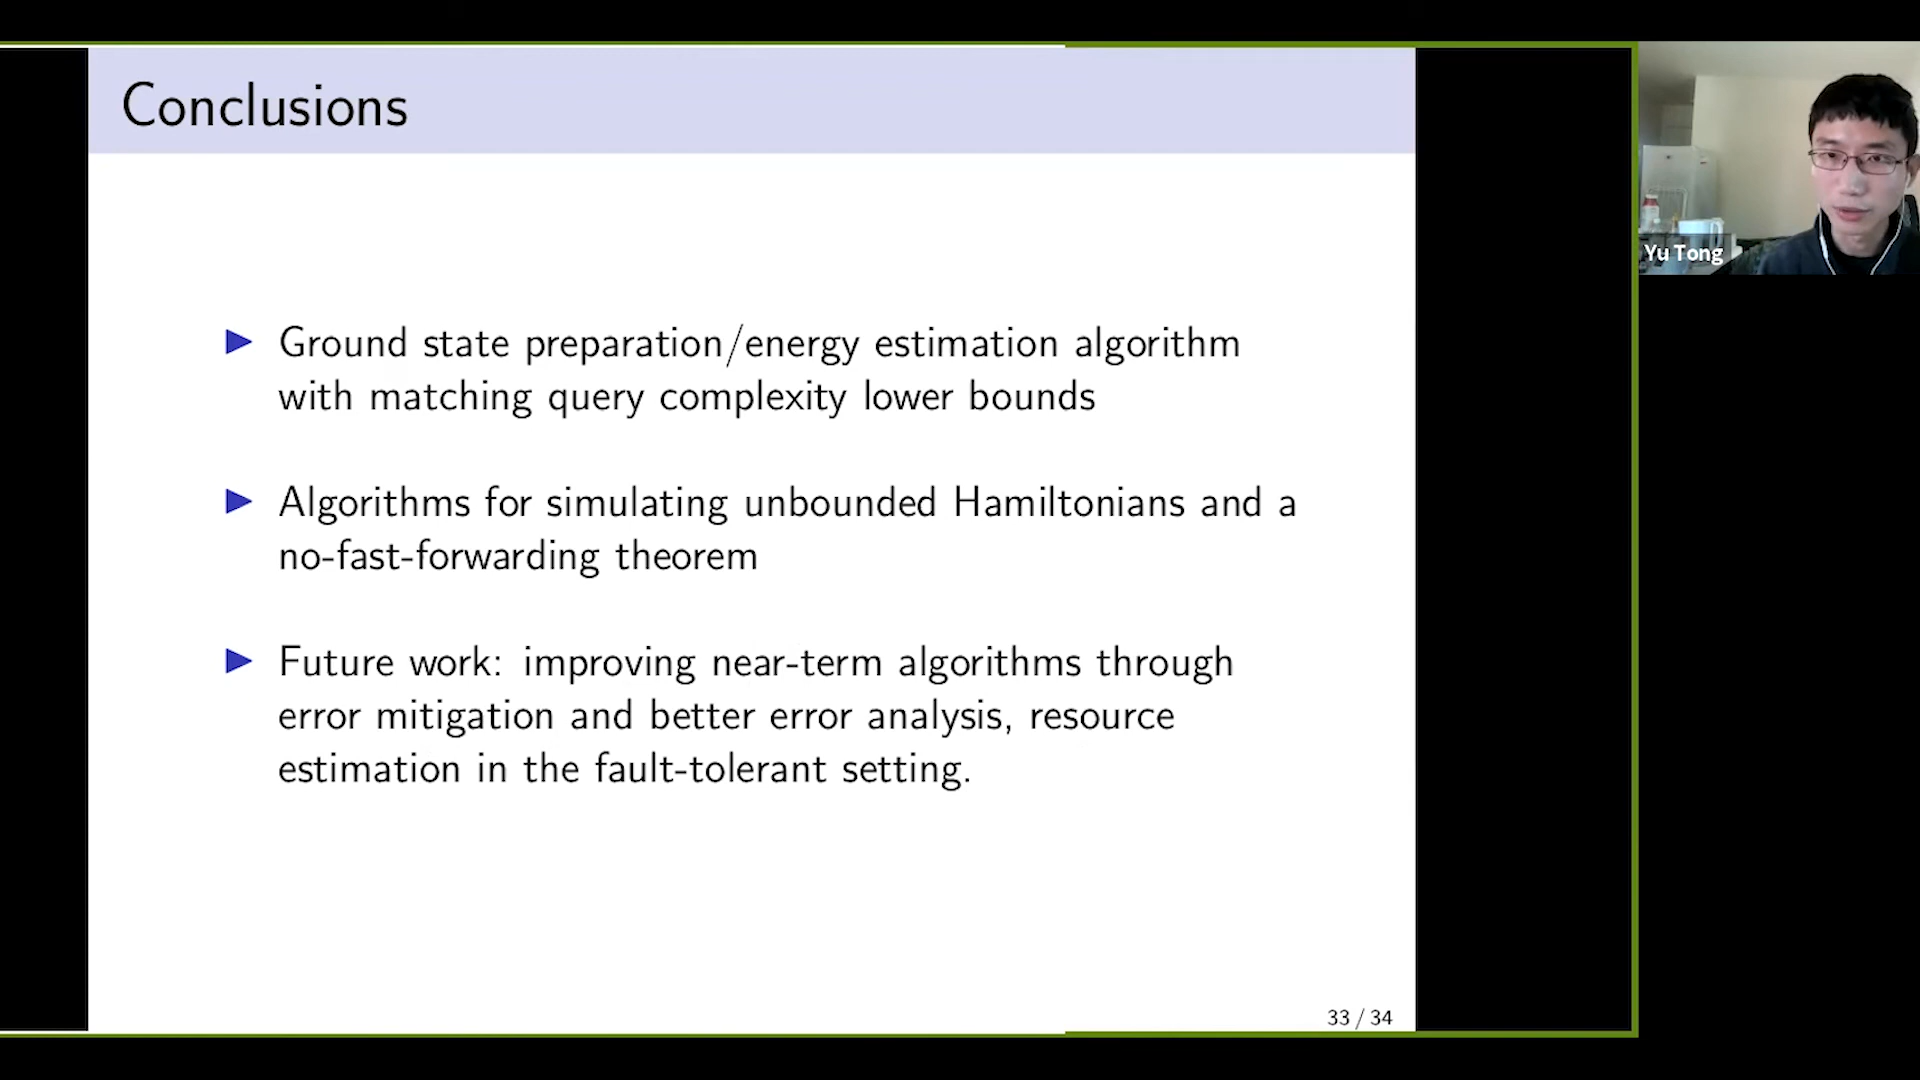 Conclusions
Ground state preparation/energy estimation algorithm
with matching query complexity lower bounds
Algorithms for simulating unbounded Hamiltonians and a
no-fast-forwarding theorem
Future work: improving near-term algorithms through
error mitigation and better error analysis, resource
estimation in the fault-tolerant setting.
33 / 34
Yu Tong